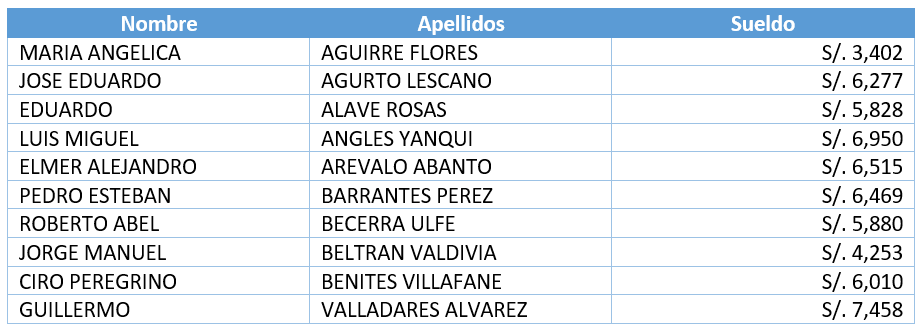 Nombre Apellidos Sueldo
MARIA ANGELICA AGUIRRE FLORES S/. 3,402
JOSE EDUARDO AGURTO LESCANO S/. 6,277
EDUARDO ALAVE ROSAS S/. 5,828
LUIS MIGUEL ANGLES YANQUI S/. 6,950
ELMER ALEJANDRO AREVALO ABANTO S/. 6,515
PEDRO ESTEBAN BARRANTES PEREZ S/. 6,469
ROBERTO ABEL BECERRA ULFE S/. 5,880
JORGE MANUEL BELTRAN VALDIVIA S/. 4,253
CIRO PEREGRINO BENITES VILLAFANE S/. 6,010
GUILLERMO VALLADARES ALVAREZ S/. 7,458